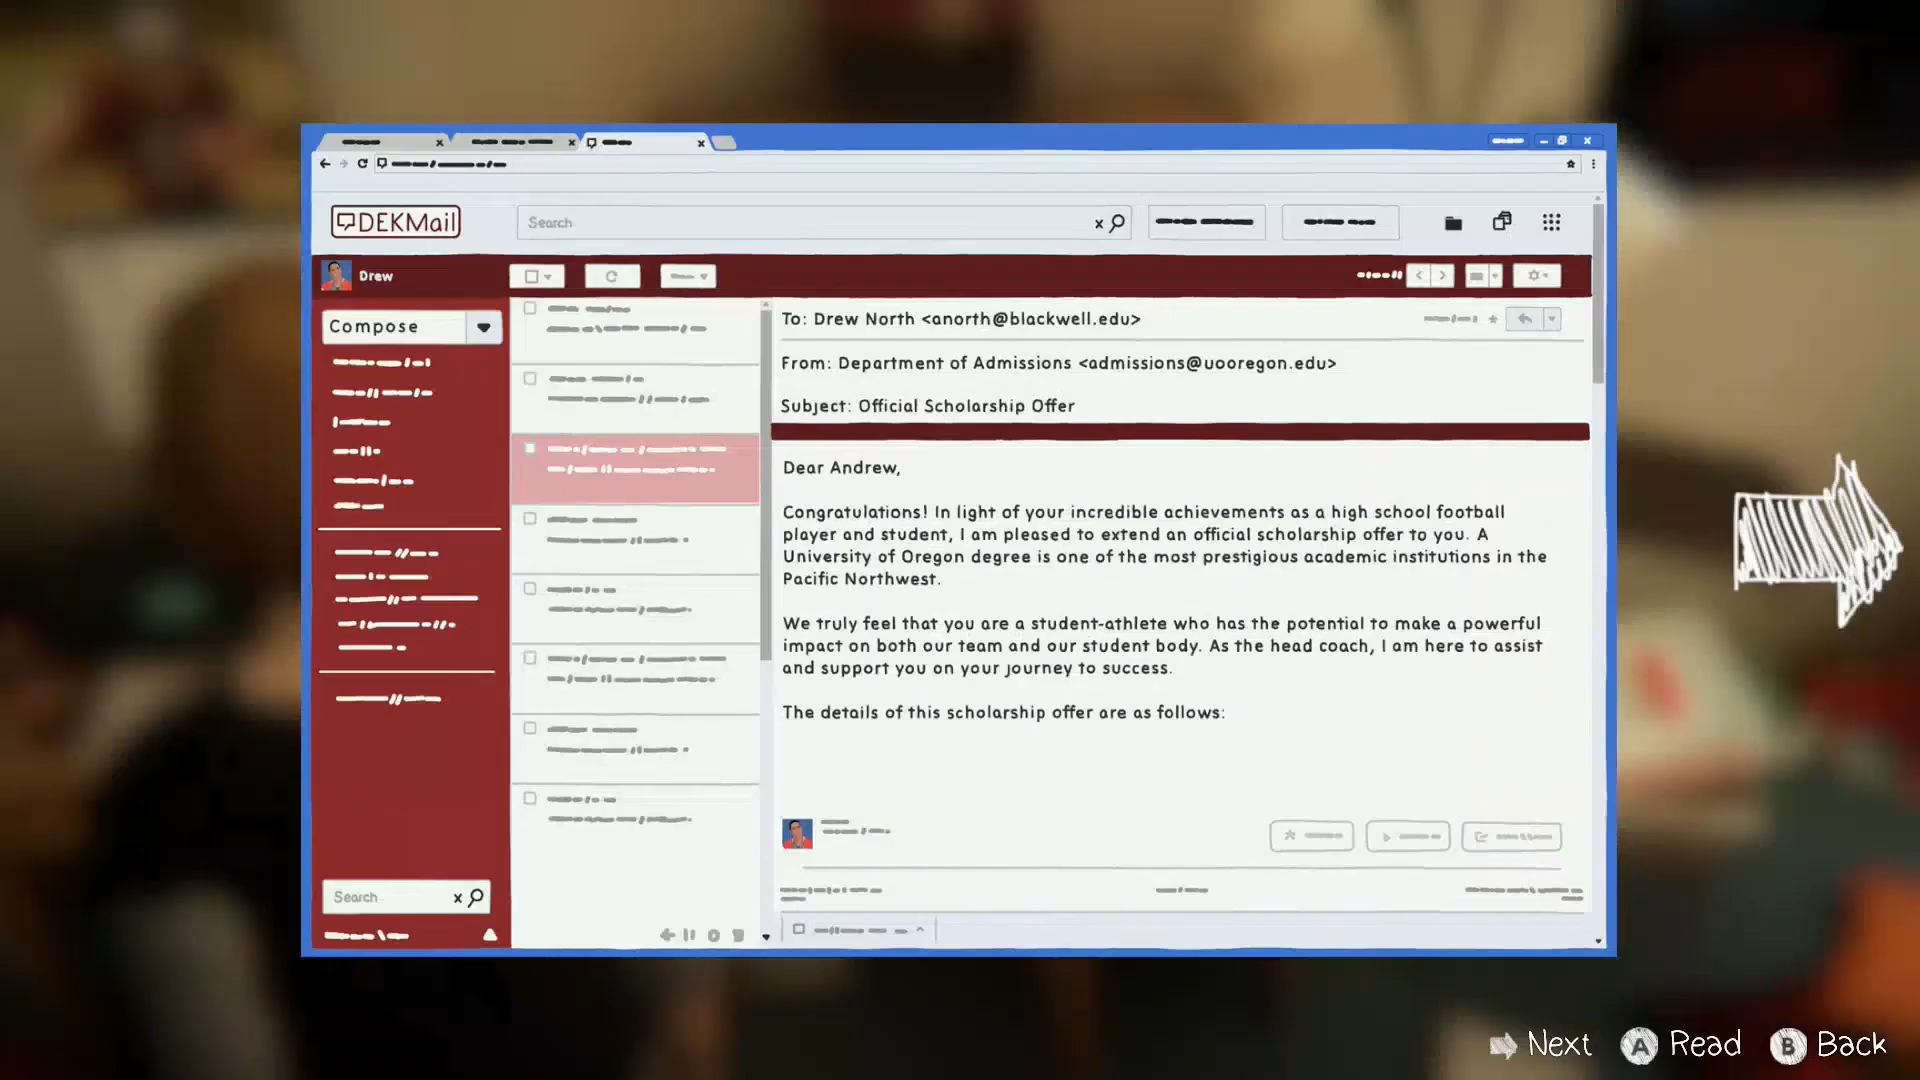 DEKMail
Search
Drew
Compose
To: Drew North <anorth@blackwell.edu>
From: Department of Admissions <admissions@uooregon.edu>
Subject: Official Scholarship Offer
Dear Andrew,
Congratulations! In light of your incredible achievements as a high school football
player and student, I am pleased to extend an official scholarship offer to you. A
University of Oregon degree is one of the most prestigious academic institutions in the
Pacific Northwest.
We truly feel that you are a student-athlete who has the potential to make a powerful
impact on both our team and our student body. As the head coach, I am here to assist
and support you on your journey to success.
The details of this scholarship offer are as follows:
Search
Next A Read B Back